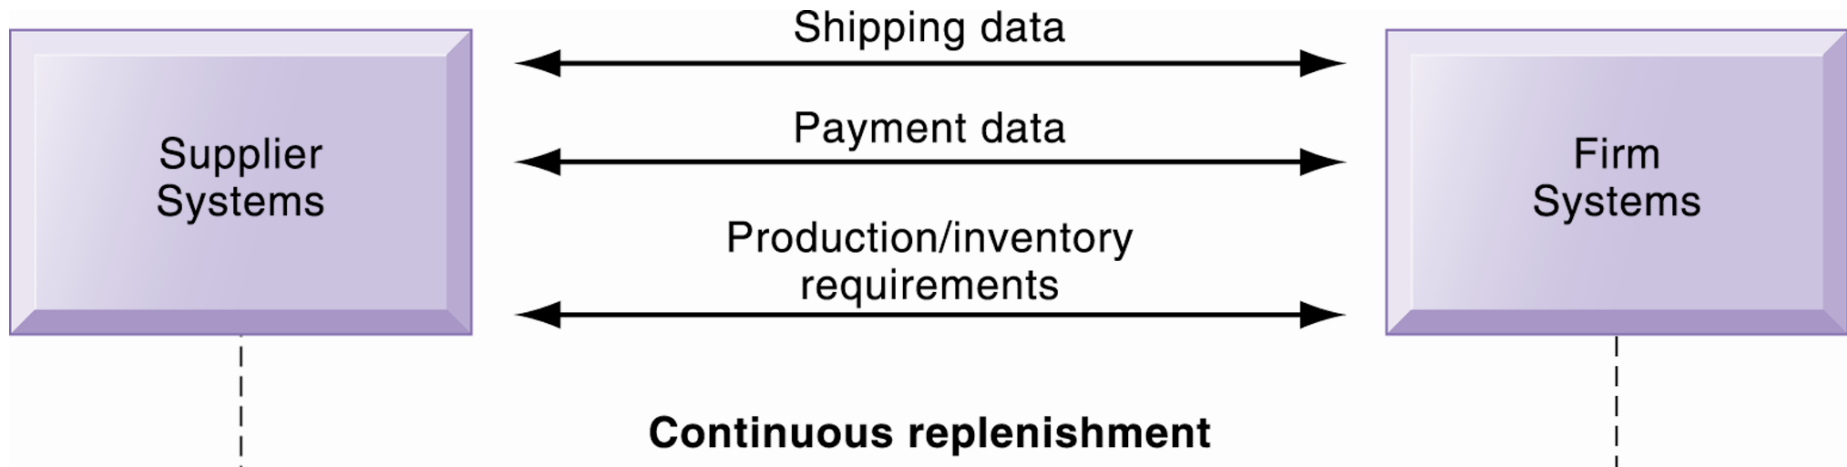 Shipping data
Payment data
Supplier
Systems
Firm
Systems
Production/inventory
requirements
Continuous replenishment